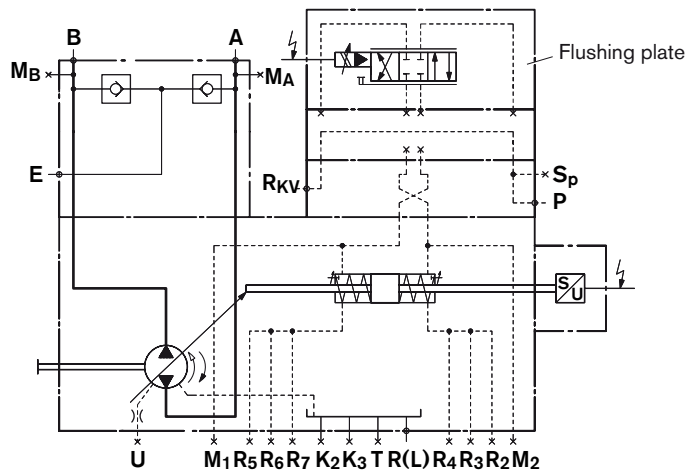 B A
Flushing plate
MB MA
E
RKV
Sp
P
S
U
U M1 R5 R6 R7 K2 K3 T R(L) R4 R3 R2 M2